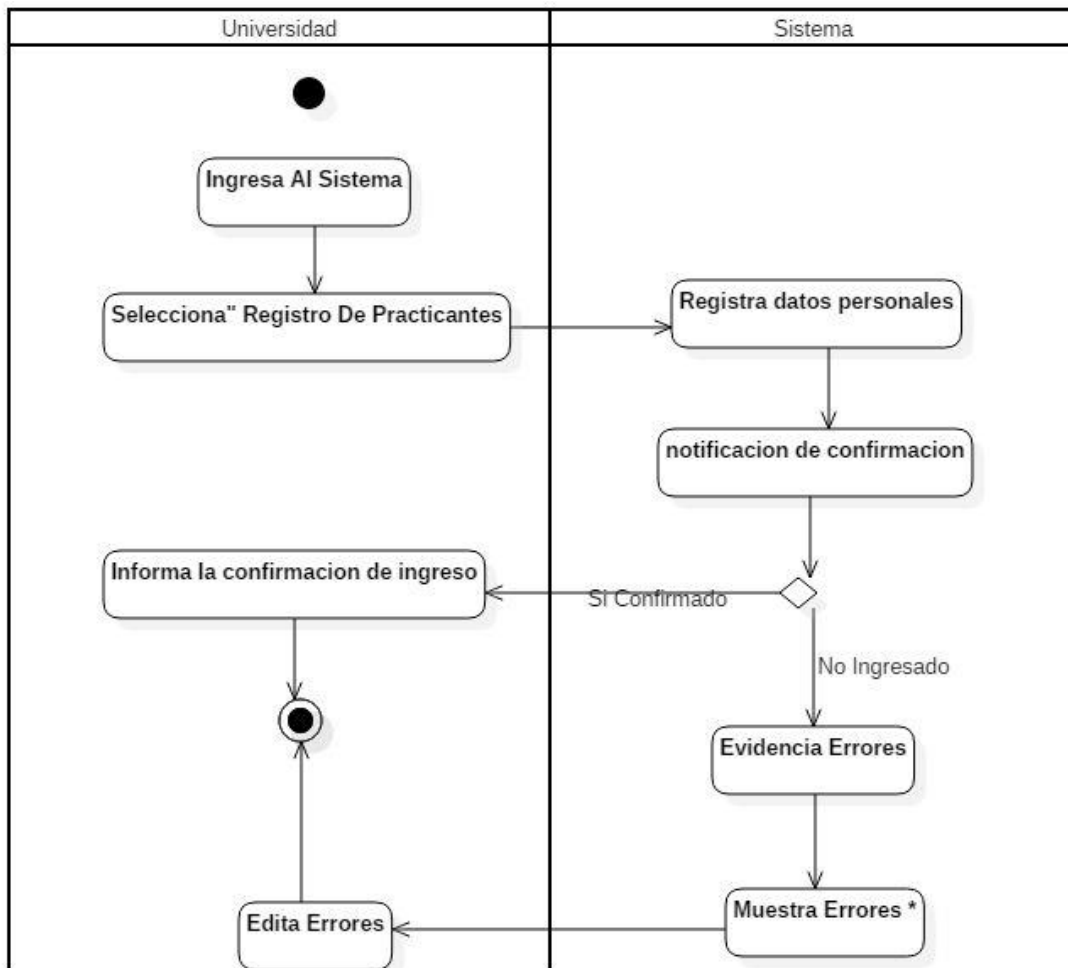 Universidad
Sistema
Ingresa Al Sistema
Selecciona" Registro De Practicantes
Registra datos personales
notificacion de confirmacion
Informa la confirmacion de ingreso
Si Confirmado
No Ingresado
Evidencia Errores
Edita Errores
Muestra Errores *